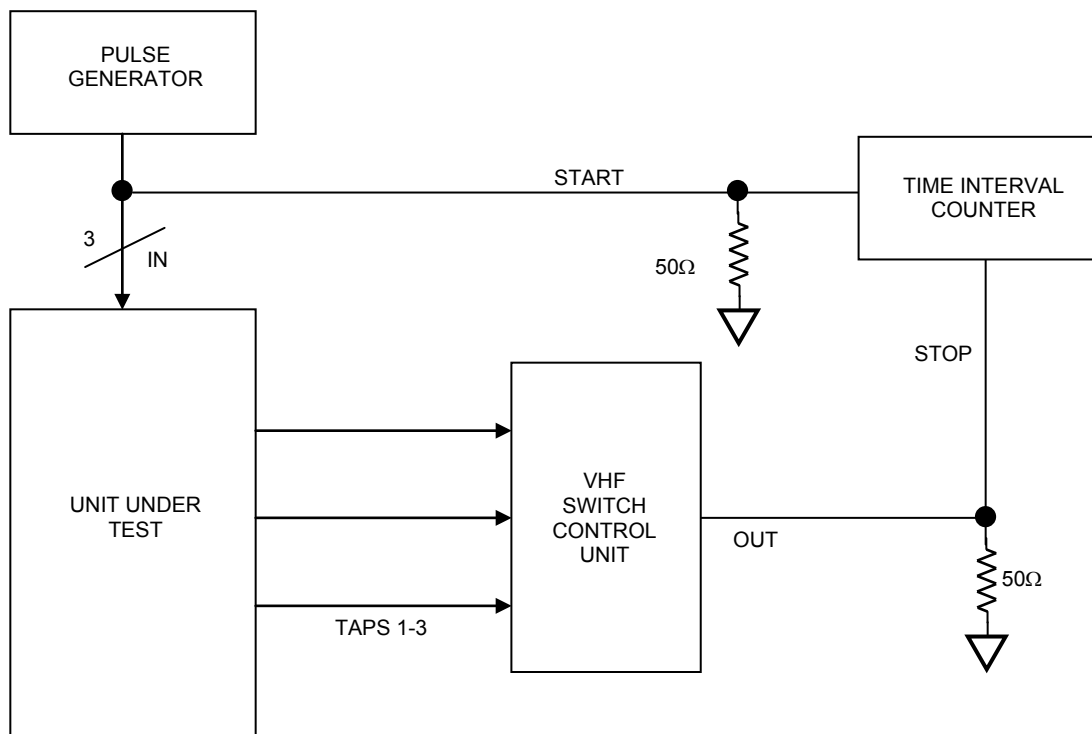 PULSE
GENERATOR
START
TIME INTERVAL
COUNTER
3
IN
50Ω
STOP
UNIT UNDER
TEST
VHF
SWITCH
CONTROL
UNIT
OUT
50Ω
TAPS 1-3